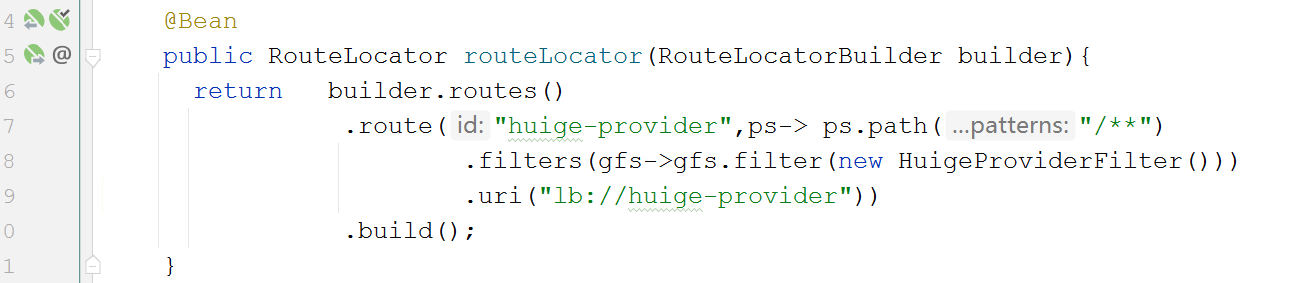 4 @Bean
5 @ public RouteLocator routeLocator(RouteLocatorBuilder builder){
6 return builder.routes()
7 .route( id: "huige-provider",ps-> ps.path( ...patterns: "/**")
8 .filters(gfs->gfs.filter(new HuigeProviderFilter()))
9 .uri("lb://huige-provider"))
0 .build();
1 }